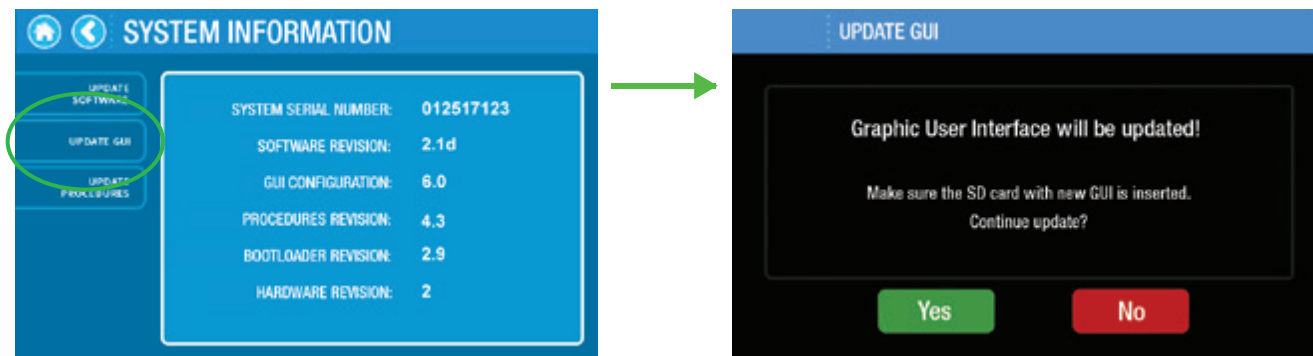 SYSTEM INFORMATION
UPDATE
SOFTWARE
UPDATE GUI
UPDATE
PROCEDURES
SYSTEM SERIAL NUMBER: 012517123
SOFTWARE REVISION: 2.1d
GUI CONFIGURATION: 6.0
PROCEDURES REVISION: 4.3
BOOTLOADER REVISION: 2.9
HARDWARE REVISION: 2
UPDATE GUI
Graphic User Interface will be updated!
Make sure the SD card with new GUI is inserted.
Continue update?
Yes
No